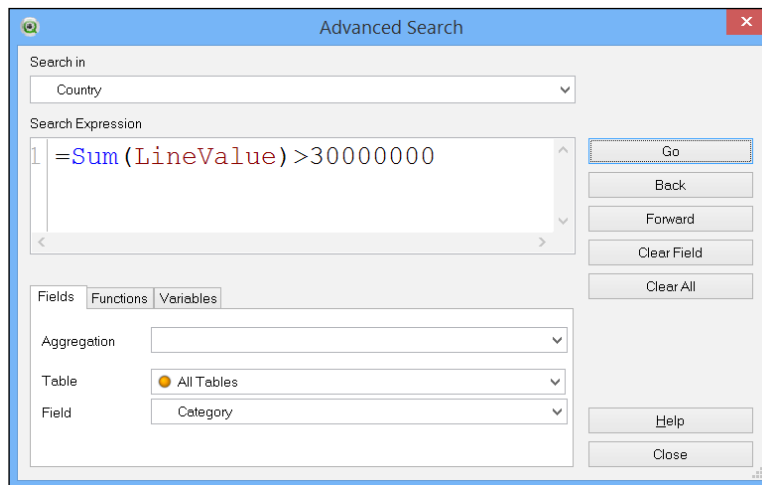 Advanced Search
Search in
Country
Search Expression
1 =Sum(LineValue)>30000000
Go
Back
Forward
Clear Field
Clear All
Fields Functions Variables
Aggregation
Table All Tables
Field Category
Help
Close